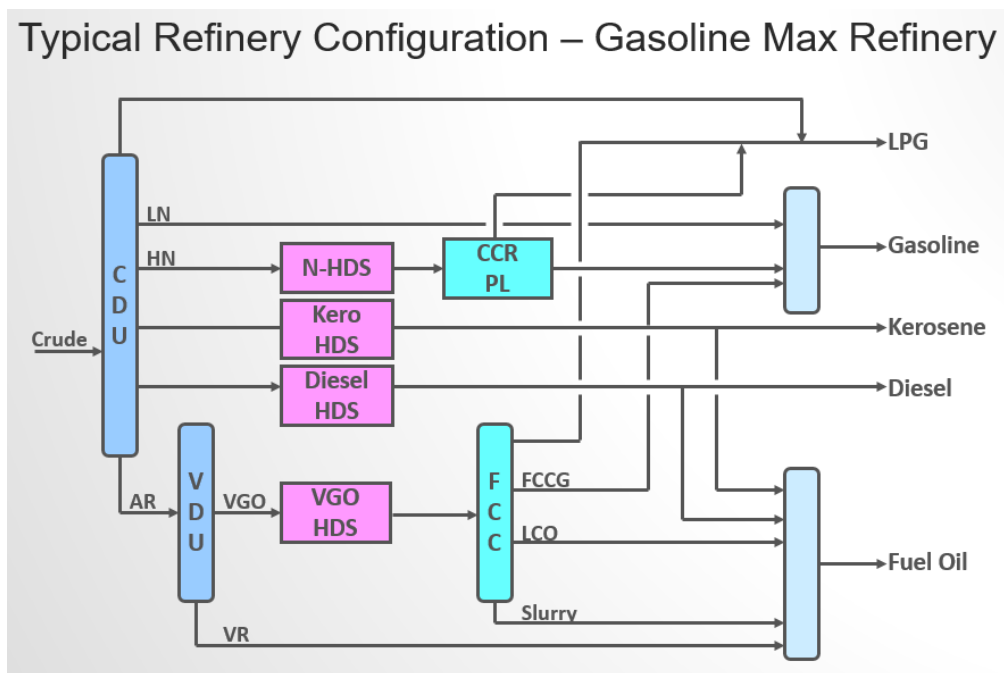 Typical Refinery Configuration – Gasoline Max Refinery
LPG
LN
Gasoline
HN
N-HDS
CCR
PL
C
D
U
Kero
HDS
Kerosene
Crude
Diesel
HDS
Diesel
V
D
U
AR
VGO
VGO
HDS
F
C
C
FCCG
LCO
Fuel Oil
Slurry
VR